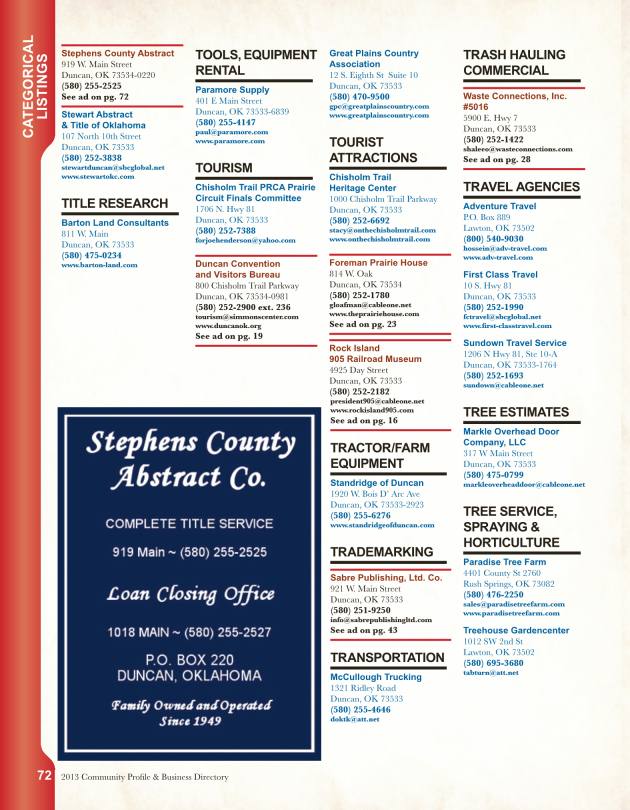 CATEGORICAL
LISTINGS
Stephens County Abstract
919 W. Main Street
Duncan, OK 73534-0220
(580) 255-2525
See ad on pg. 72
Stewart Abstract
& Title of Oklahoma
107 North 10th Street
Duncan, OK 73533
(580) 252-3838
stewartduncan@sbcglobal.net
www.stewartokc.com
TITLE RESEARCH
Barton Land Consultants
811 W. Main
Duncan, OK 73533
(580) 475-0234
www.barton-land.com
TOOLS, EQUIPMENT
RENTAL
Paramore Supply
401 E Main Street
Duncan, OK 73533-6839
(580) 255-4147
paul@paramore.com
www.paramore.com
TOURISM
Chisholm Trail PRCA Prairie
Circuit Finals Committee
1706 N. Hwy 81
Duncan, OK 73533
(580) 252-7388
forjoehenderson@yahoo.com
Duncan Convention
and Visitors Bureau
800 Chisholm Trail Parkway
Duncan, OK 73534-0981
(580) 252-2900 ext. 236
tourism@simmonscenter.com
www.duncanok.org
See ad on pg. 19
Great Plains Country
Association
12 S. Eighth St Suite 10
Duncan, OK 73533
(580) 470-9500
gpc@greatplainscountry.com
www.greatplainscountry.com
TOURIST
ATTRACTIONS
Chisholm Trail
Heritage Center
1000 Chisholm Trail Parkway
Duncan, OK 73533
(580) 252-6692
stacy@onthechisholmtrail.com
www.onthechisholmtrail.com
Foreman Prairie House
814 W. Oak
Duncan, OK 73534
(580) 252-1780
gloafman@cableone.net
www.theprairiehouse.com
See ad on pg. 23
Rock Island
905 Railroad Museum
4925 Day Street
Duncan, OK 73533
(580) 252-2182
president905@cableone.net
www.rockisland905.com
See ad on pg. 16
TRACTOR/FARM
EQUIPMENT
Standridge of Duncan
1920 W. Bois D' Arc Ave
Duncan, OK 73533-2923
(580) 255-6276
www.standridgeofduncan.com
TRADEMARKING
Sabre Publishing, Ltd. Co.
921 W. Main Street
Duncan, OK 73533
(580) 251-9250
info@sabrepublishingltd.com
See ad on pg. 43
TRANSPORTATION
McCullough Trucking
1321 Ridley Road
Duncan, OK 73533
(580) 255-4646
doktk@att.net
TRASH HAULING
COMMERCIAL
Waste Connections, Inc.
#5016
5900 E. Hwy 7
Duncan, OK 73533
(580) 252-1422
shaleeo@wasteconnections.com
See ad on pg. 28
TRAVEL AGENCIES
Adventure Travel
P.O. Box 889
Lawton, OK 73502
(800) 540-9030
hossein@adv-travel.com
www.adv-travel.com
First Class Travel
10 S. Hwy 81
Duncan, OK 73533
(580) 252-1990
fctravel@sbcglobal.net
www.first-classtravel.com
Sundown Travel Service
1206 N Hwy 81, Ste 10-A
Duncan, OK 73533-1764
(580) 252-1693
sundown@cableone.net
TREE ESTIMATES
Markle Overhead Door
Company, LLC
317 W Main Street
Duncan, OK 73533
(580) 475-0799
markleoverheaddoor@cableone.net
TREE SERVICE,
SPRAYING &
HORTICULTURE
Paradise Tree Farm
4401 County St 2760
Rush Springs, OK 73082
(580) 476-2250
sales@paradisetreefarm.com
www.paradisetreefarm.com
Treehouse Gardencenter
1012 SW 2nd St
Lawton, OK 73502
(580) 695-3680
tabturn@att.net
Stephens County
Abstract Co.
COMPLETE TITLE SERVICE
919 Main ~ (580) 255-2525
Loan Closing Office
1018 MAIN ~ (580) 255-2527
P.O. BOX 220
DUNCAN, OKLAHOMA
Family Owned and Operated
Since 1949
72 2013 Community Profile & Business Directory